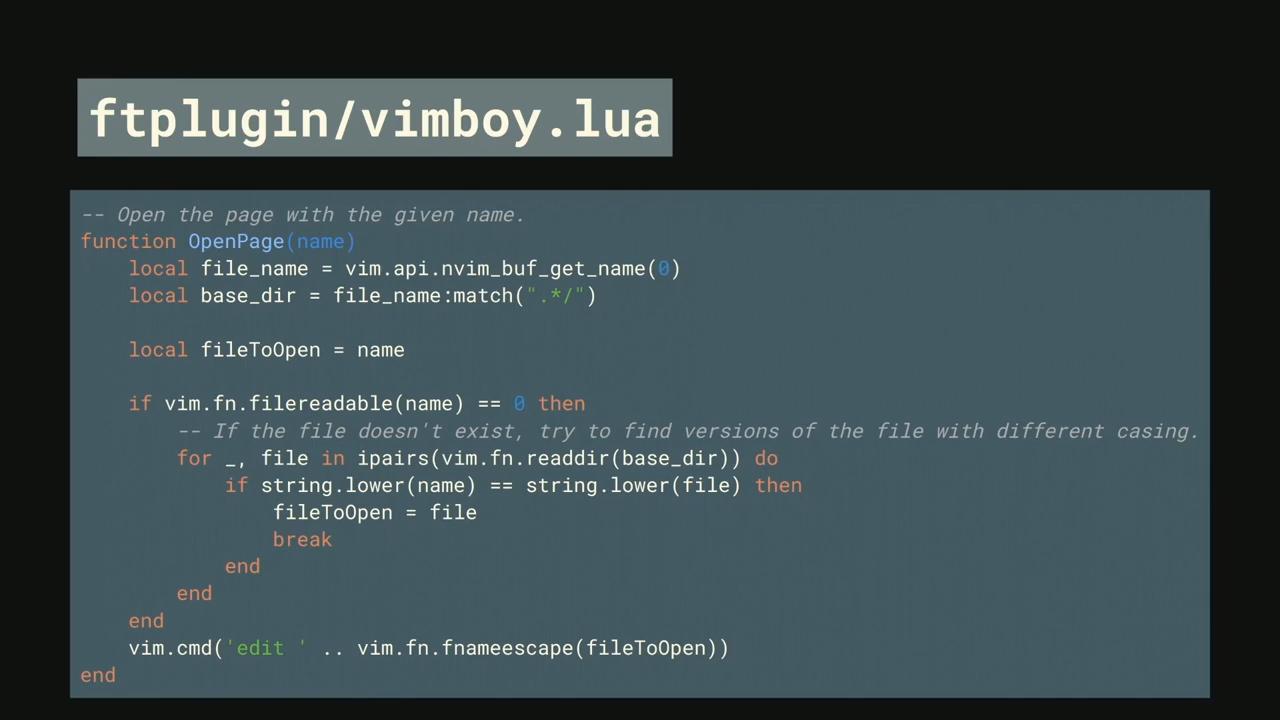 ftplugin/vimboy.lua
-- Open the page with the given name.
function OpenPage(name)
    local file_name = vim.api.nvim_buf_get_name(0)
    local base_dir = file_name:match(".*/")

    local fileToOpen = name

    if vim.fn.filereadable(name) == 0 then
        -- If the file doesn't exist, try to find versions of the file with different casing.
        for _, file in ipairs(vim.fn.readdir(base_dir)) do
            if string.lower(name) == string.lower(file) then
                fileToOpen = file
                break
            end
        end
    end
    vim.cmd('edit ' .. vim.fn.fnameescape(fileToOpen))
end